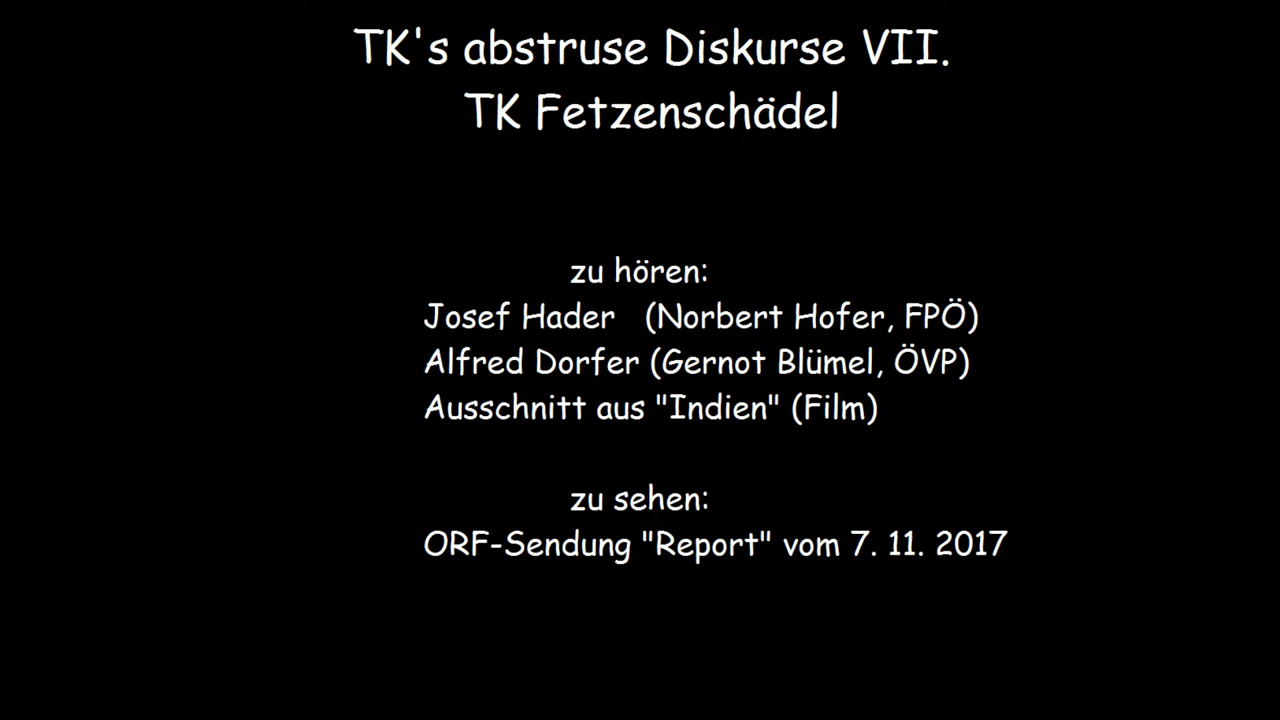 TK's abstruse Diskurse VII.
TK Fetzenschädel
zu hören:
Josef Hader (Norbert Hofer, FPÖ)
Alfred Dorfer (Gernot Blümel, ÖVP)
Ausschnitt aus "Indien" (Film)
zu sehen:
ORF-Sendung "Report" vom 7. 11. 2017